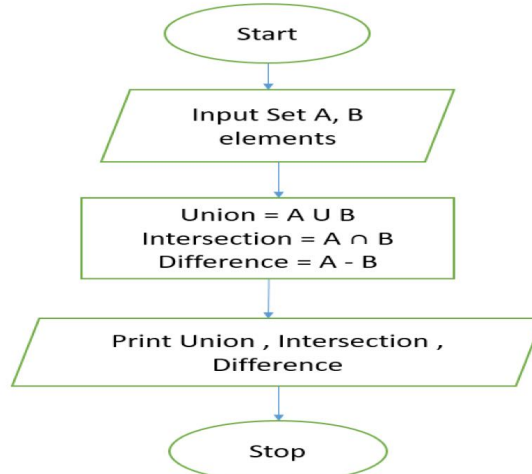 Start
Input Set A, B
elements
Union = A U B
Intersection = A ∩ B
Difference = A - B
Print Union , Intersection ,
Difference
Stop